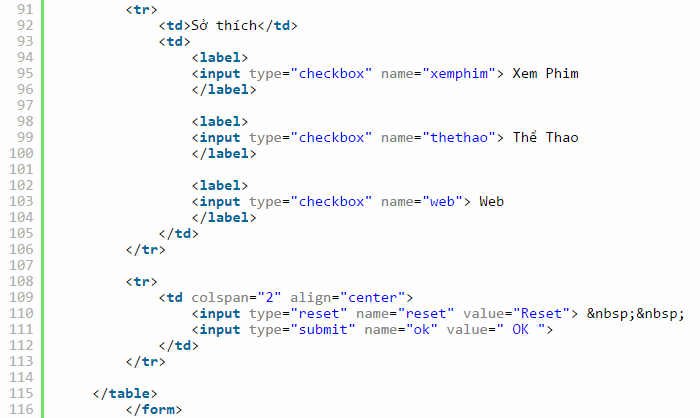 91 <tr>
92 <td>Sở thích</td>
93 <td>
94 <label>
95 <input type="checkbox" name="xemphim"> Xem Phim
96 </label>
97
98 <label>
99 <input type="checkbox" name="thethao"> Thể Thao
100 </label>
101
102 <label>
103 <input type="checkbox" name="web"> Web
104 </label>
105 </td>
106 </tr>
107
108 <tr>
109 <td colspan="2" align="center">
110 <input type="reset" name="reset" value="Reset"> &nbsp;&nbsp;
111 <input type="submit" name="ok" value=" OK ">
112 </td>
113 </tr>
114
115 </table>
116 </form>